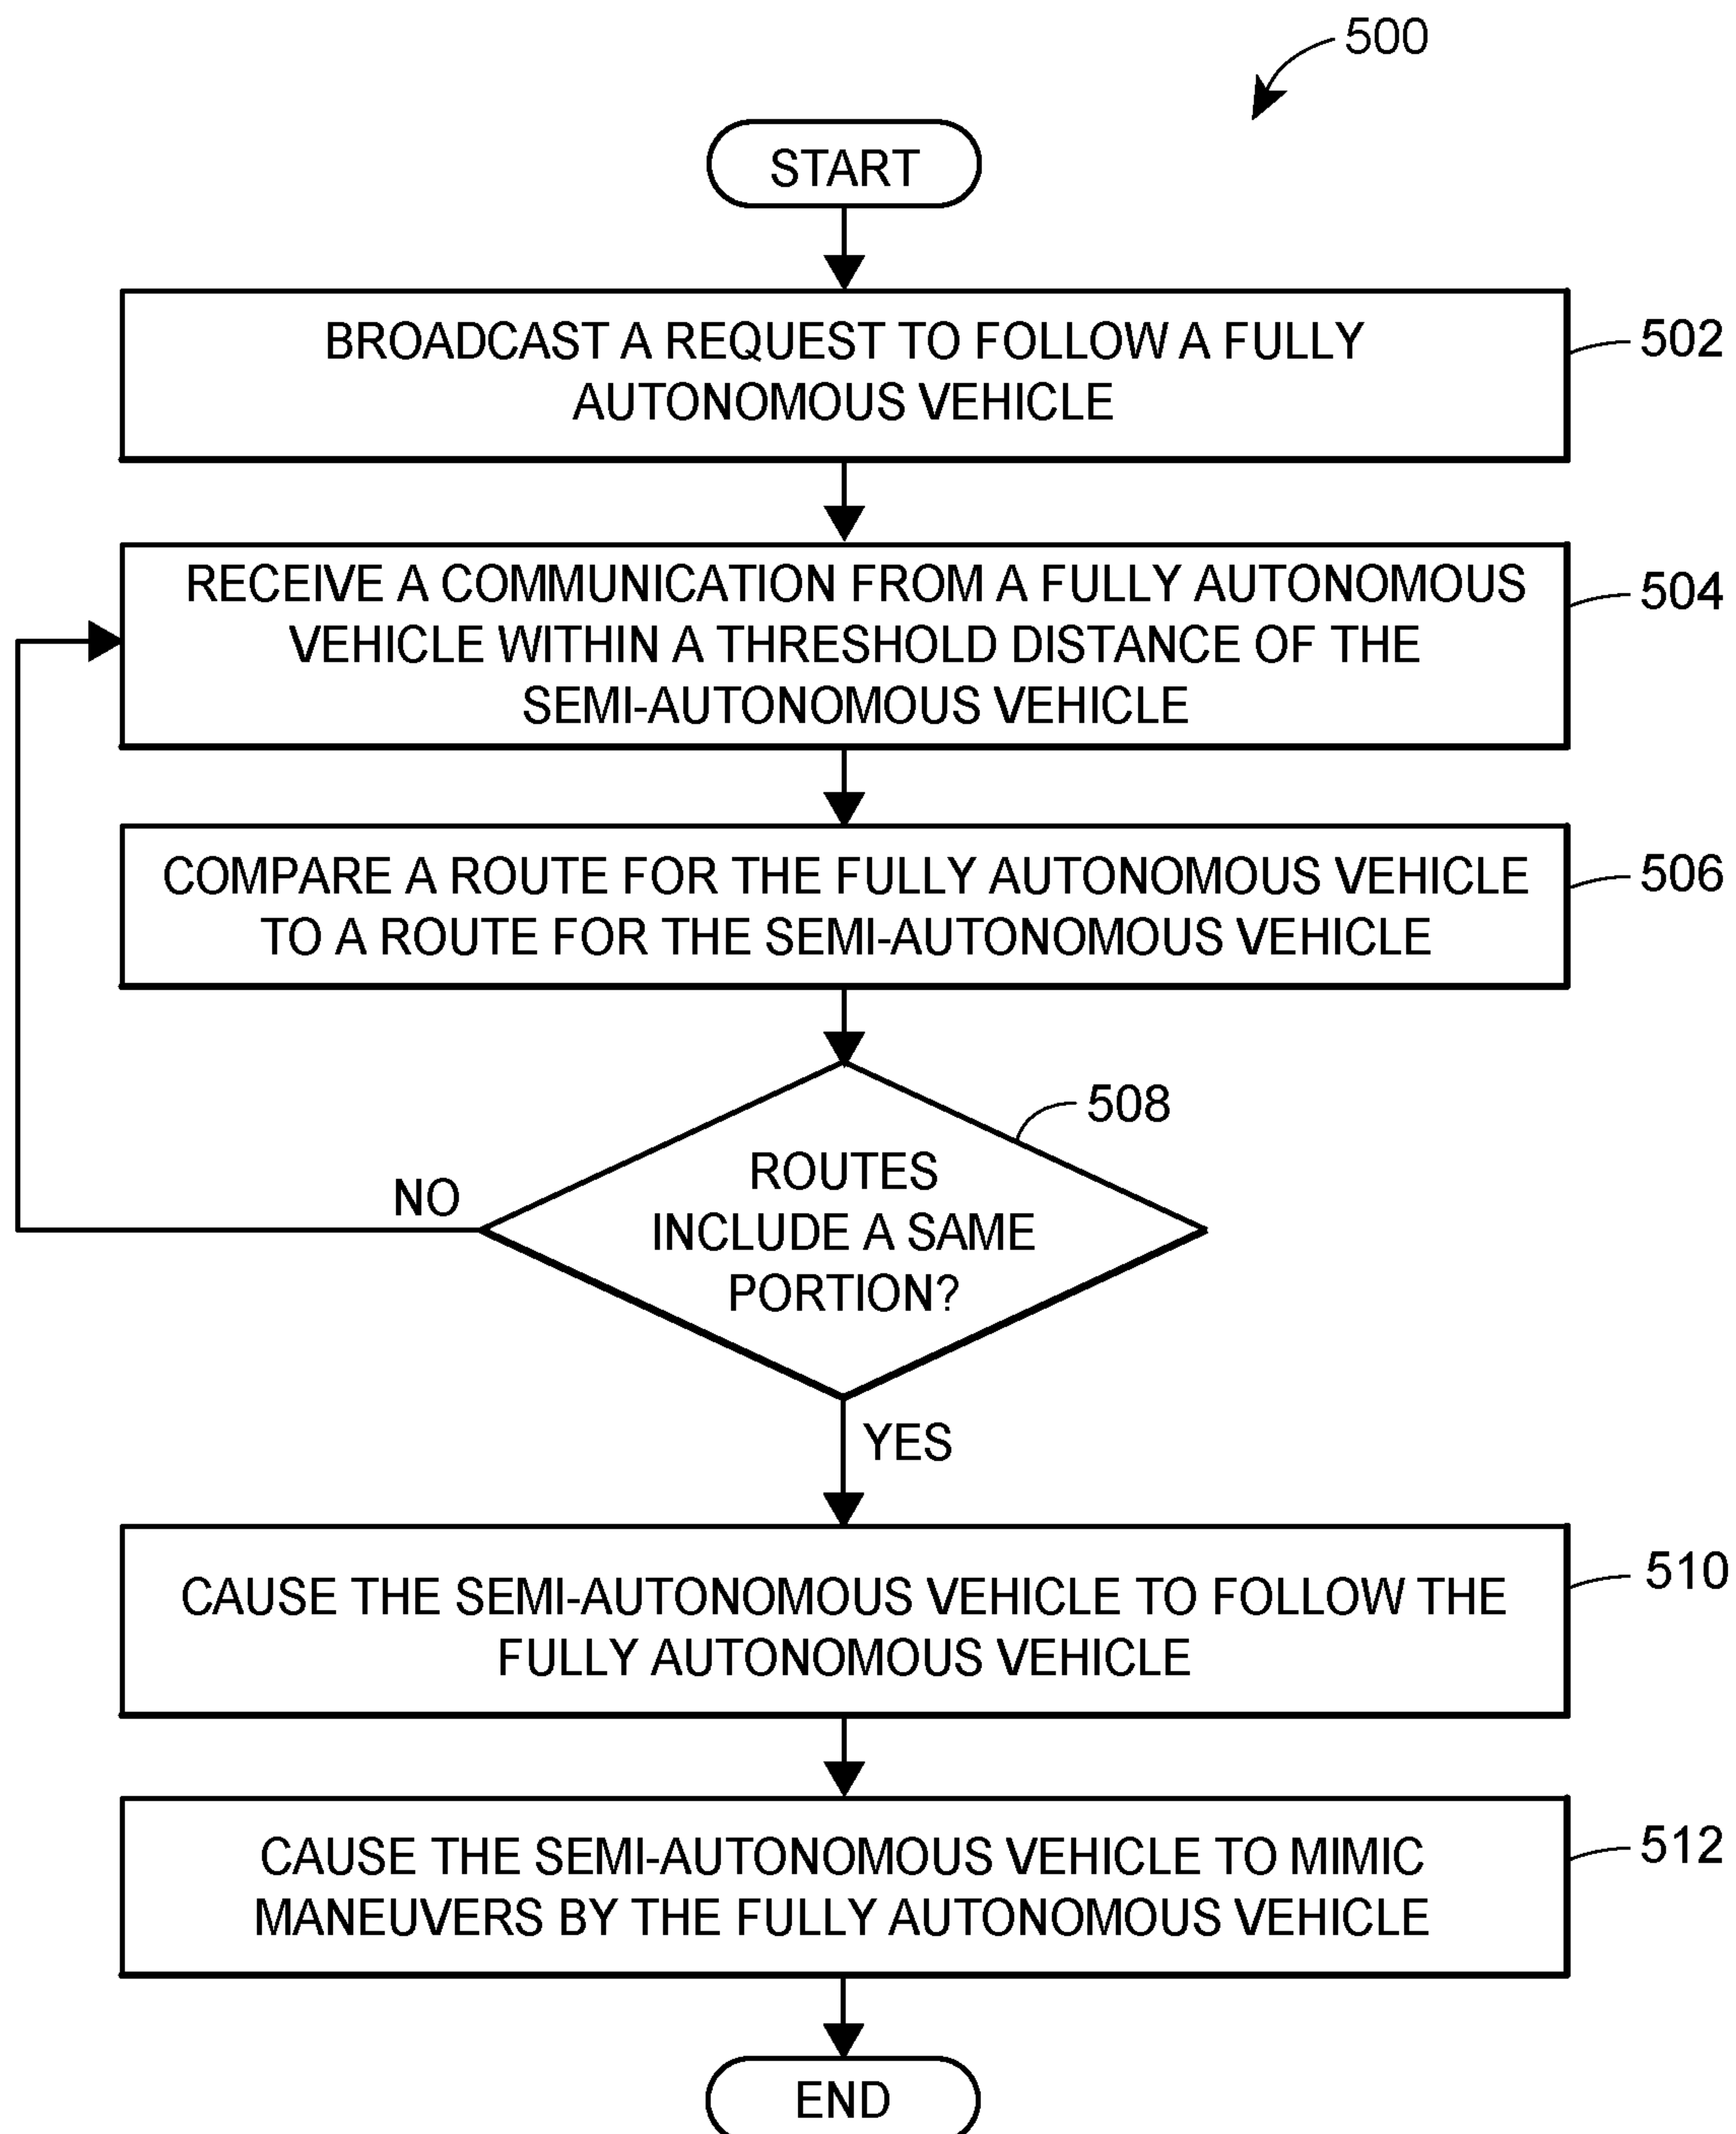 500
START
BROADCAST A REQUEST TO FOLLOW A FULLY
AUTONOMOUS VEHICLE
502
RECEIVE A COMMUNICATION FROM A FULLY AUTONOMOUS
VEHICLE WITHIN A THRESHOLD DISTANCE OF THE
SEMI-AUTONOMOUS VEHICLE
504
COMPARE A ROUTE FOR THE FULLY AUTONOMOUS VEHICLE
TO A ROUTE FOR THE SEMI-AUTONOMOUS VEHICLE
506
508
ROUTES
INCLUDE A SAME
PORTION?
NO
YES
CAUSE THE SEMI-AUTONOMOUS VEHICLE TO FOLLOW THE
FULLY AUTONOMOUS VEHICLE
510
CAUSE THE SEMI-AUTONOMOUS VEHICLE TO MIMIC
MANEUVERS BY THE FULLY AUTONOMOUS VEHICLE
512
END